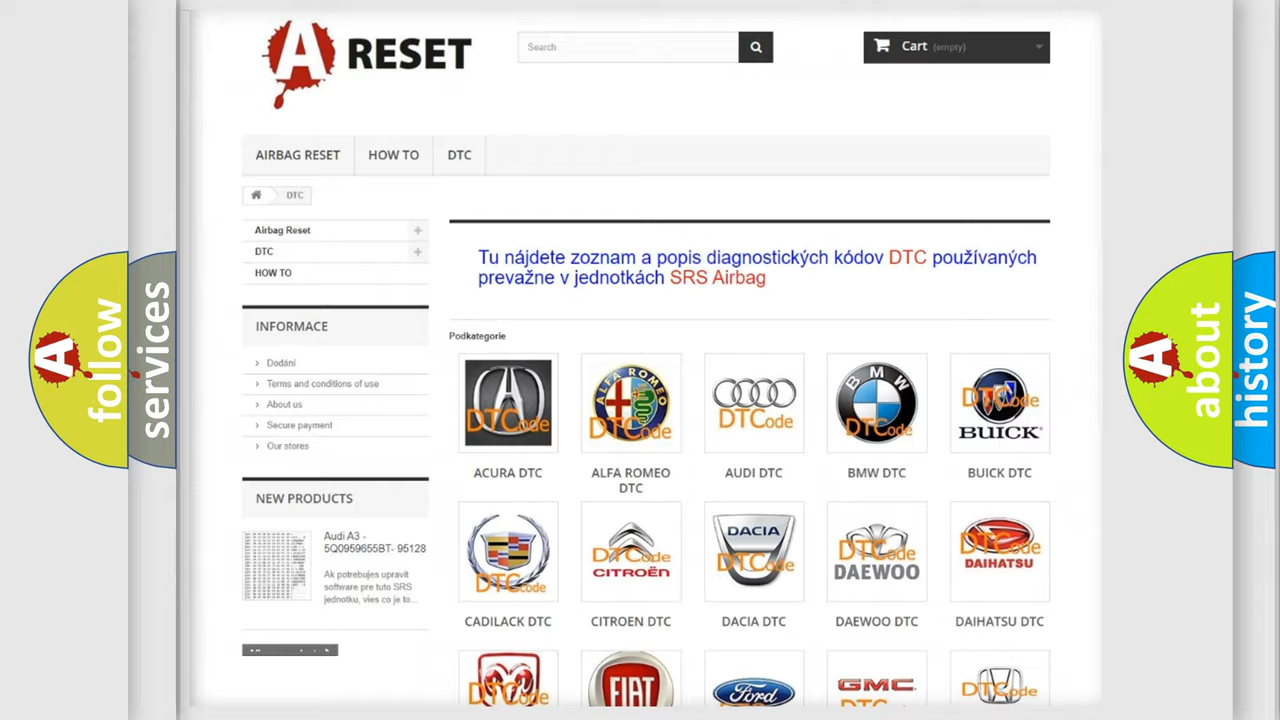 A RESET
Search
Cart (empty)
AIRBAG RESET
HOW TO
DTC
DTC
Airbag Reset
DTC
HOW TO
Tu nájdete zoznam a popis diagnostických kódov DTC používaných
prevažne v jednotkách SRS Airbag
INFORMACE
Dodání
Terms and conditions of use
About us
Secure payment
Our stores
Podkategorie
DTCode
ALFA ROMEO
DTCode
DTCode
BMW
DTCode
DTCode
BUICK
ACURA DTC
ALFA ROMEO
DTC
AUDI DTC
BMW DTC
BUICK DTC
NEW PRODUCTS
Audi A3 -
5Q0959655BT- 95128
Ak potrebujes upravit
software pre tuto SRS
jednotku, vies co je to...
DTCode
DTCode
CITROËN
DACIA
DTCode
DTCode
DAEWOO
DTCode
DAIHATSU
CADILACK DTC
CITROEN DTC
DACIA DTC
DAEWOO DTC
DAIHATSU DTC
DTCode
FIAT
Ford
GMC
DTCode
A follow
services
A about
history